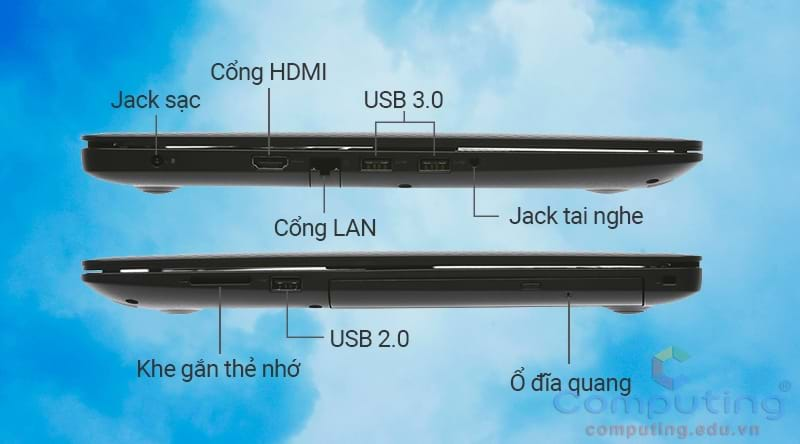 Cổng HDMI
Jack sạc
USB 3.0
Cổng LAN
Jack tai nghe
USB 2.0
Khe gắn thẻ nhớ
Ổ đĩa quang
Computing
computing.edu.vn